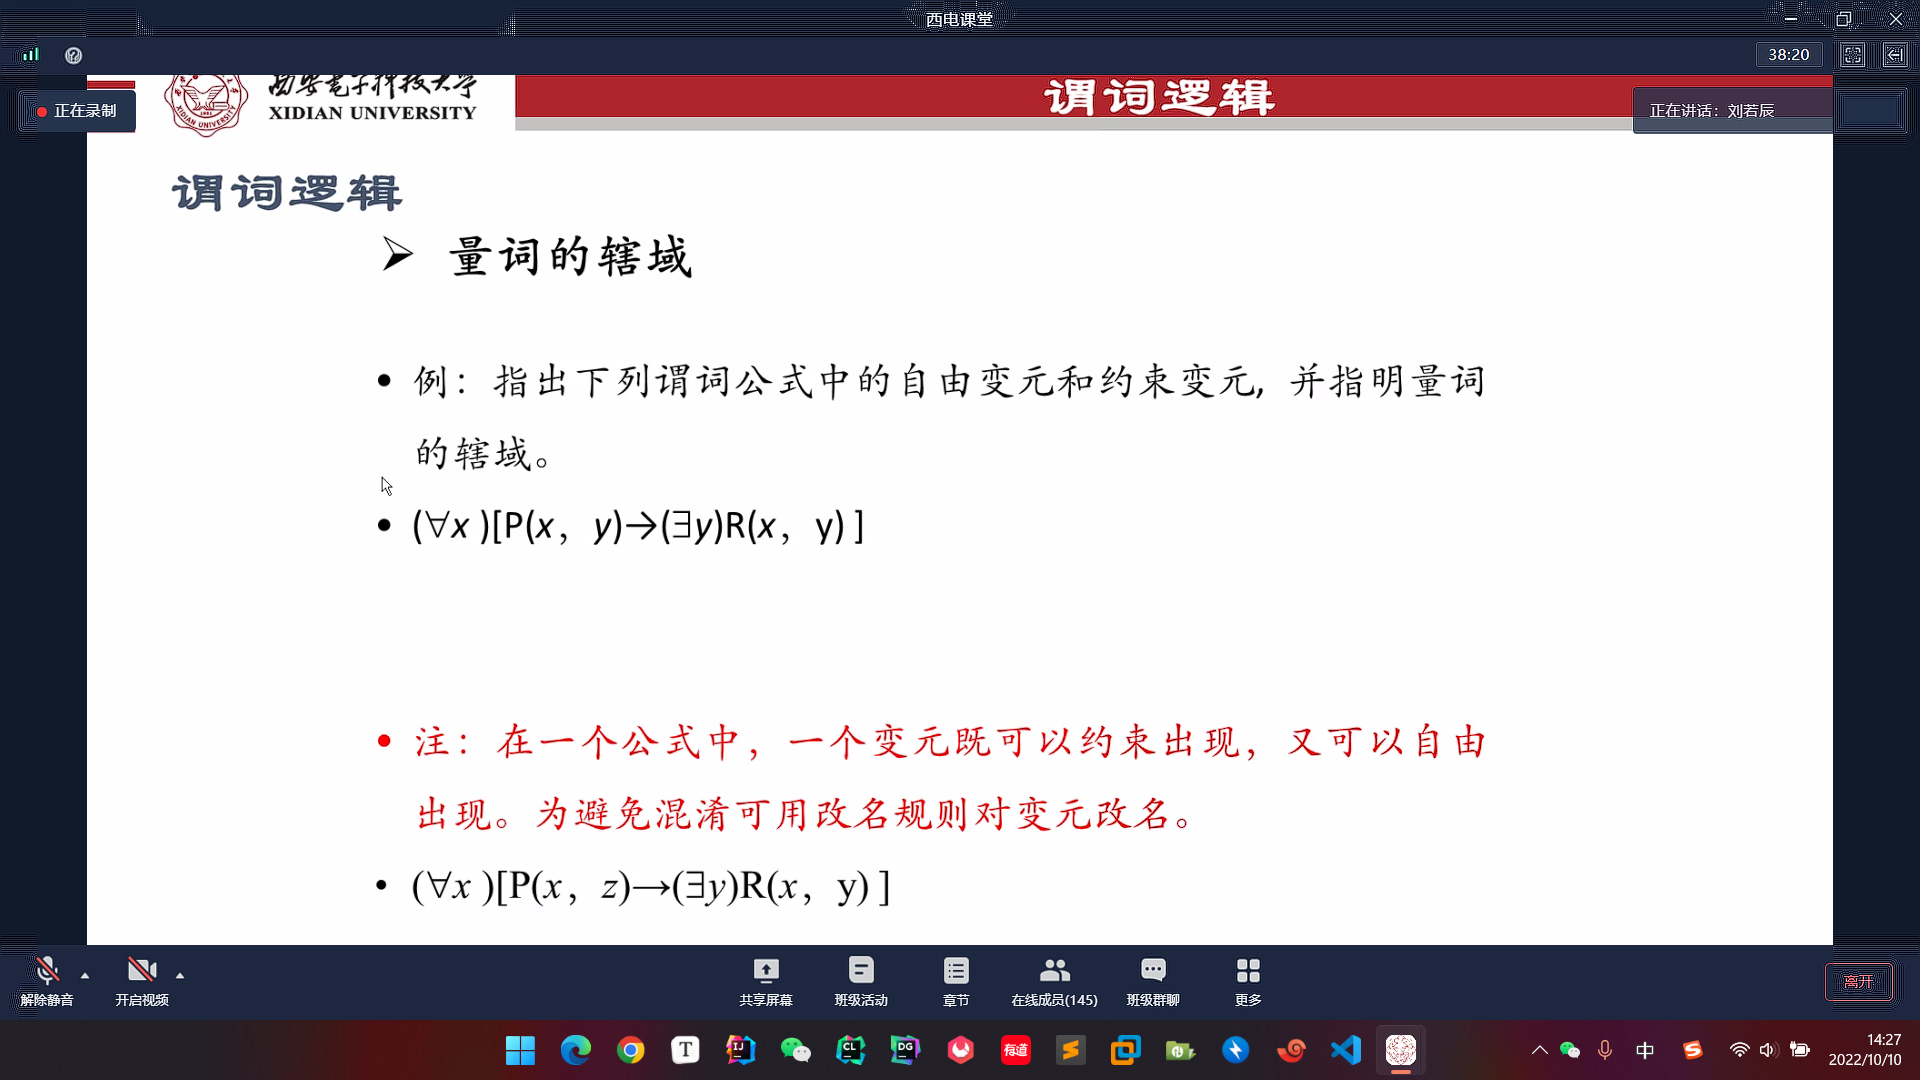 西电课堂
38:20
正在录制
西安电子科技大学
XIDIAN UNIVERSITY
谓词逻辑
正在讲话：刘若辰
谓词逻辑
➢ 量词的辖域
• 例：指出下列谓词公式中的自由变元和约束变元, 并指明量词
的辖域。
• (∀x )[P(x，y)→(∃y)R(x，y) ]
• 注：在一个公式中，一个变元既可以约束出现，又可以自由
出现。为避免混淆可用改名规则对变元改名。
• (∀x )[P(x，z)→(∃y)R(x，y) ]
解除静音
开启视频
共享屏幕
班级活动
章节
在线成员(145)
班级群聊
更多
离开
T
IJ
CL
DG
有道
中
14:27
2022/10/10